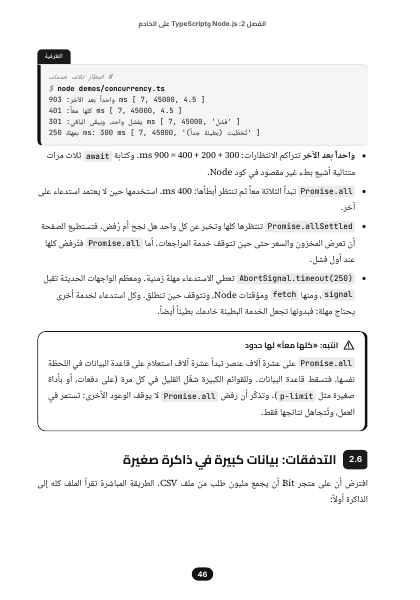 الفصل 2: Node.js وTypeScript على الخادم
الطرفية
# انتظار ثلاث خدمات
$ node demos/concurrency.ts
واحداً بعد الآخر: 903 ms [ 7, 45000, 4.5 ]
كلها معاً: 401 ms [ 7, 45000, 4.5 ]
يفشل واحد، ويبقى الباقي: 301 [ 7, 45000, 'فشل' ]
بمهلة 250 ms: 300 ms [ 7, 45000, 'تُخطّيت (بطيئة جداً)' ]
• واحداً بعد الآخر تتراكم الانتظارات: 300 + 200 + 400 = 900 ms. وكتابة await ثلاث مرات
متتالية أشيع بطء غير مقصود في كود Node.
• Promise.all تبدأ الثلاثة معاً ثم تنتظر أبطأها: 400 ms. استخدمها حين لا يعتمد استدعاء على
آخر.
• Promise.allSettled تنتظرها كلها وتخبر عن كل واحد هل نجح أم رُفض. فتستطيع الصفحة
أن تعرض المخزون والسعر حتى حين تتوقف خدمة المراجعات. أما Promise.all فتُرفض كلها
عند أول فشل.
• AbortSignal.timeout(250) تعطي الاستدعاء مهلة زمنية. ومعظم الواجهات الحديثة تقبل
signal ، ومنها fetch ومؤقتات Node، وتتوقف حين تنطلق. وكل استدعاء لخدمة أخرى
يحتاج مهلة: فبدونها تجعل الخدمة البطيئة خادمك بطيئاً أيضاً.
انتبه: «كلها معاً» لها حدود
Promise.all على عشرة آلاف عنصر تبدأ عشرة آلاف استعلام على قاعدة البيانات في اللحظة
نفسها، فتسقط قاعدة البيانات. وللقوائم الكبيرة شغّل القليل في كل مرة (على دفعات، أو بأداة
صغيرة مثل p-limit ). وتذكّر أن رفض Promise.all لا يوقف الوعود الأخرى: تستمر في
العمل، وتُتجاهل نتائجها فقط.
2.6 التدفقات: بيانات كبيرة في ذاكرة صغيرة
افترض أن على متجر Bit أن يجمع مليون طلب من ملف CSV. الطريقة المباشرة تقرأ الملف كله إلى
الذاكرة أولاً:
46